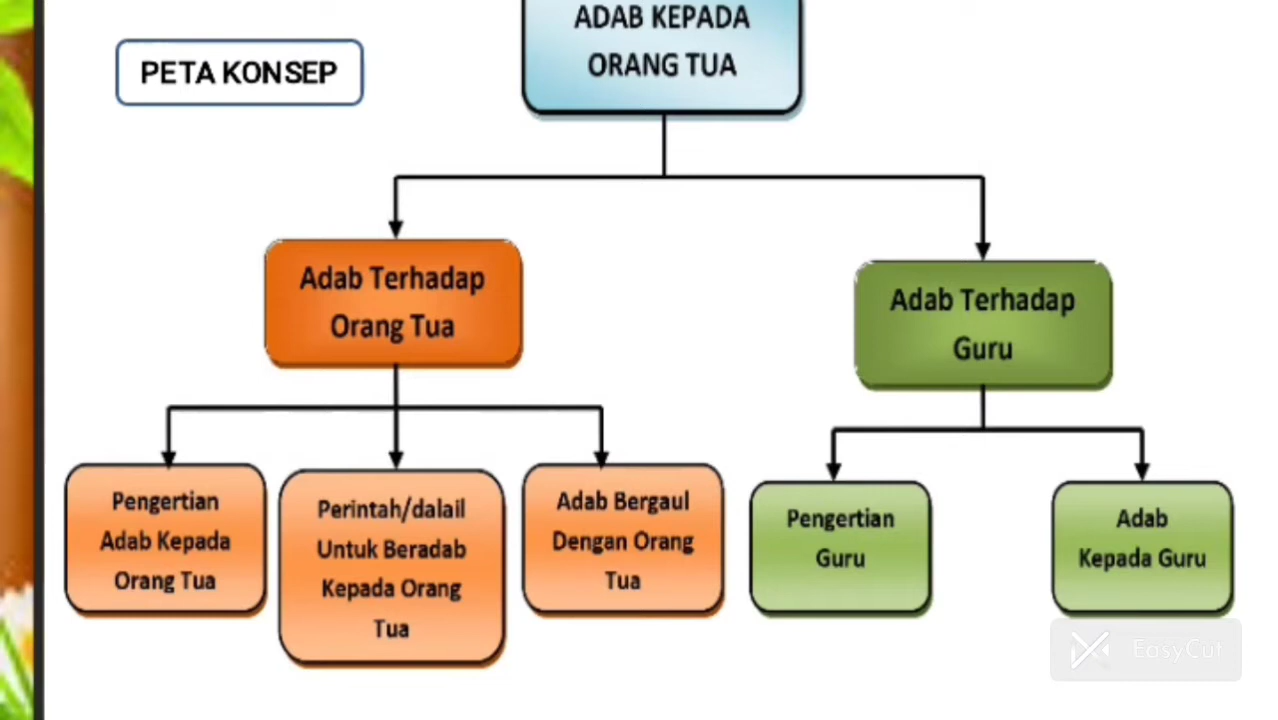 ADAB KEPADA
ORANG TUA
PETA KONSEP
Adab Terhadap
Orang Tua
Adab Terhadap
Guru
Pengertian
Adab Kepada
Orang Tua
Perintah/dalail
Untuk Beradab
Kepada Orang
Tua
Adab Bergaul
Dengan Orang
Tua
Pengertian
Guru
Adab
Kepada Guru
EasyCut